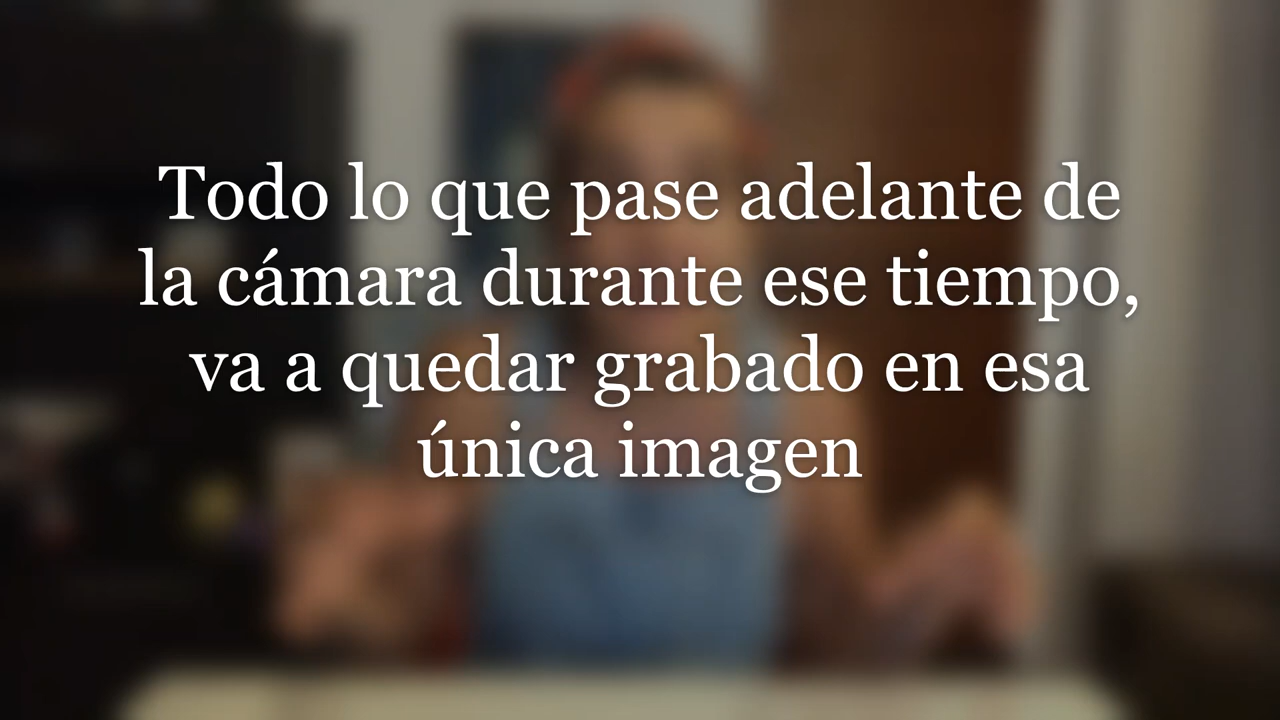 Todo lo que pase adelante de
la cámara durante ese tiempo,
va a quedar grabado en esa
única imagen